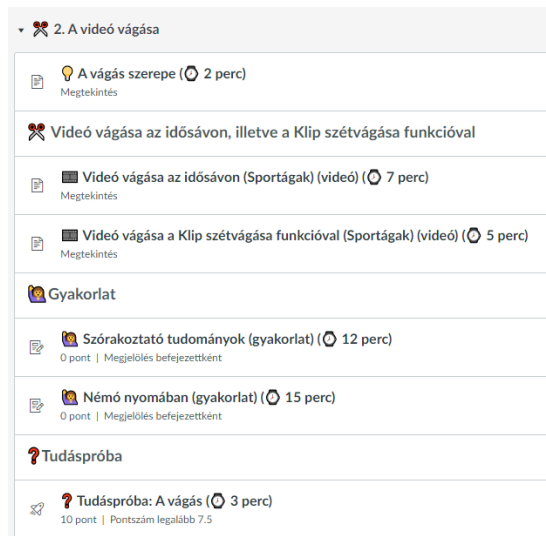 2. A videó vágása
A vágás szerepe (⌚ 2 perc)
Megtekintés
Videó vágása az idősávon, illetve a Klip szétvágása funkcióval
Videó vágása az idősávon (Sportágak) (videó) (⌚ 7 perc)
Megtekintés
Videó vágása a Klip szétvágása funkcióval (Sportágak) (videó) (⌚ 5 perc)
Megtekintés
Gyakorlat
Szórakoztató tudományok (gyakorlat) (⌚ 12 perc)
0 pont | Megjelölés befejezettként
Némó nyomában (gyakorlat) (⌚ 15 perc)
0 pont | Megjelölés befejezettként
❓Tudáspróba
❓ Tudáspróba: A vágás (⌚ 3 perc)
10 pont | Pontszám legalább 7.5